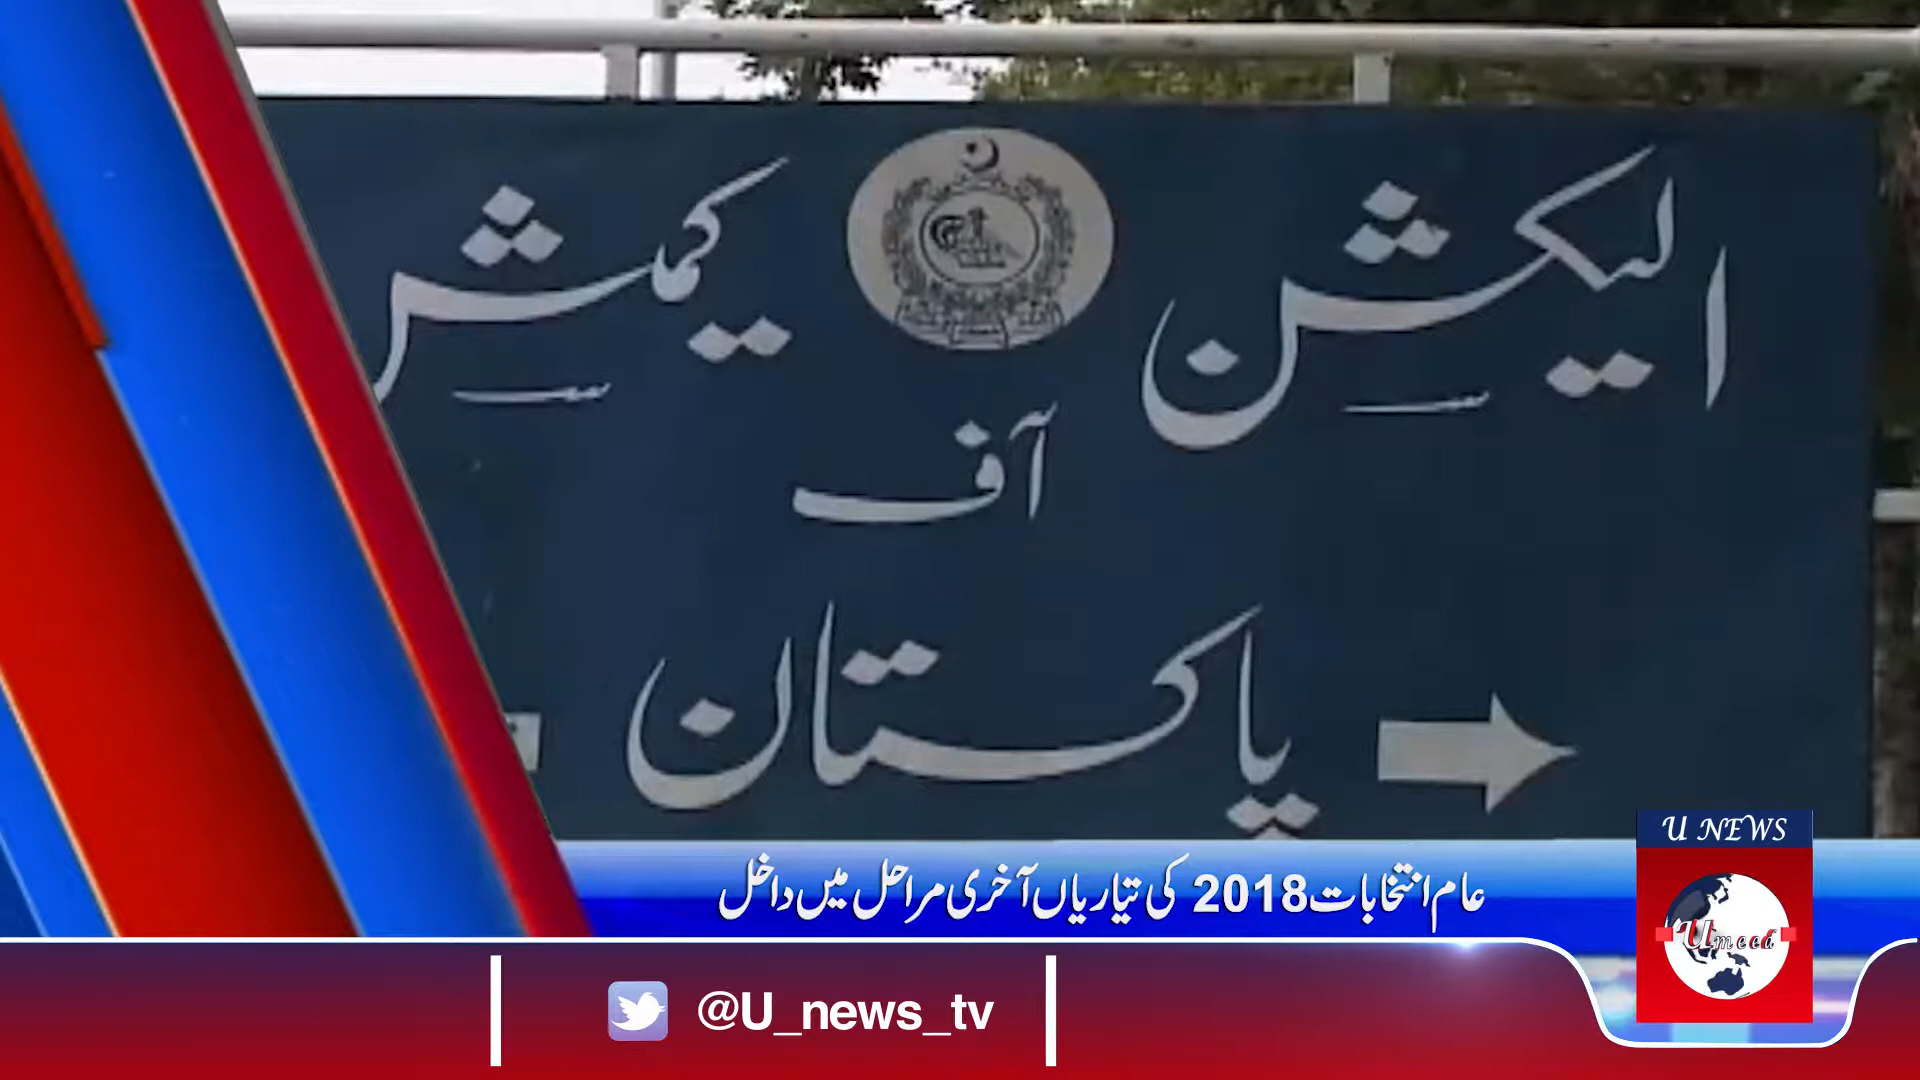 الیکشن کمیشن
آف
پاکستان
عام انتخابات 2018 کی تیاریاں آخری مراحل میں داخل
U NEWS
Umeed
@U_news_tv